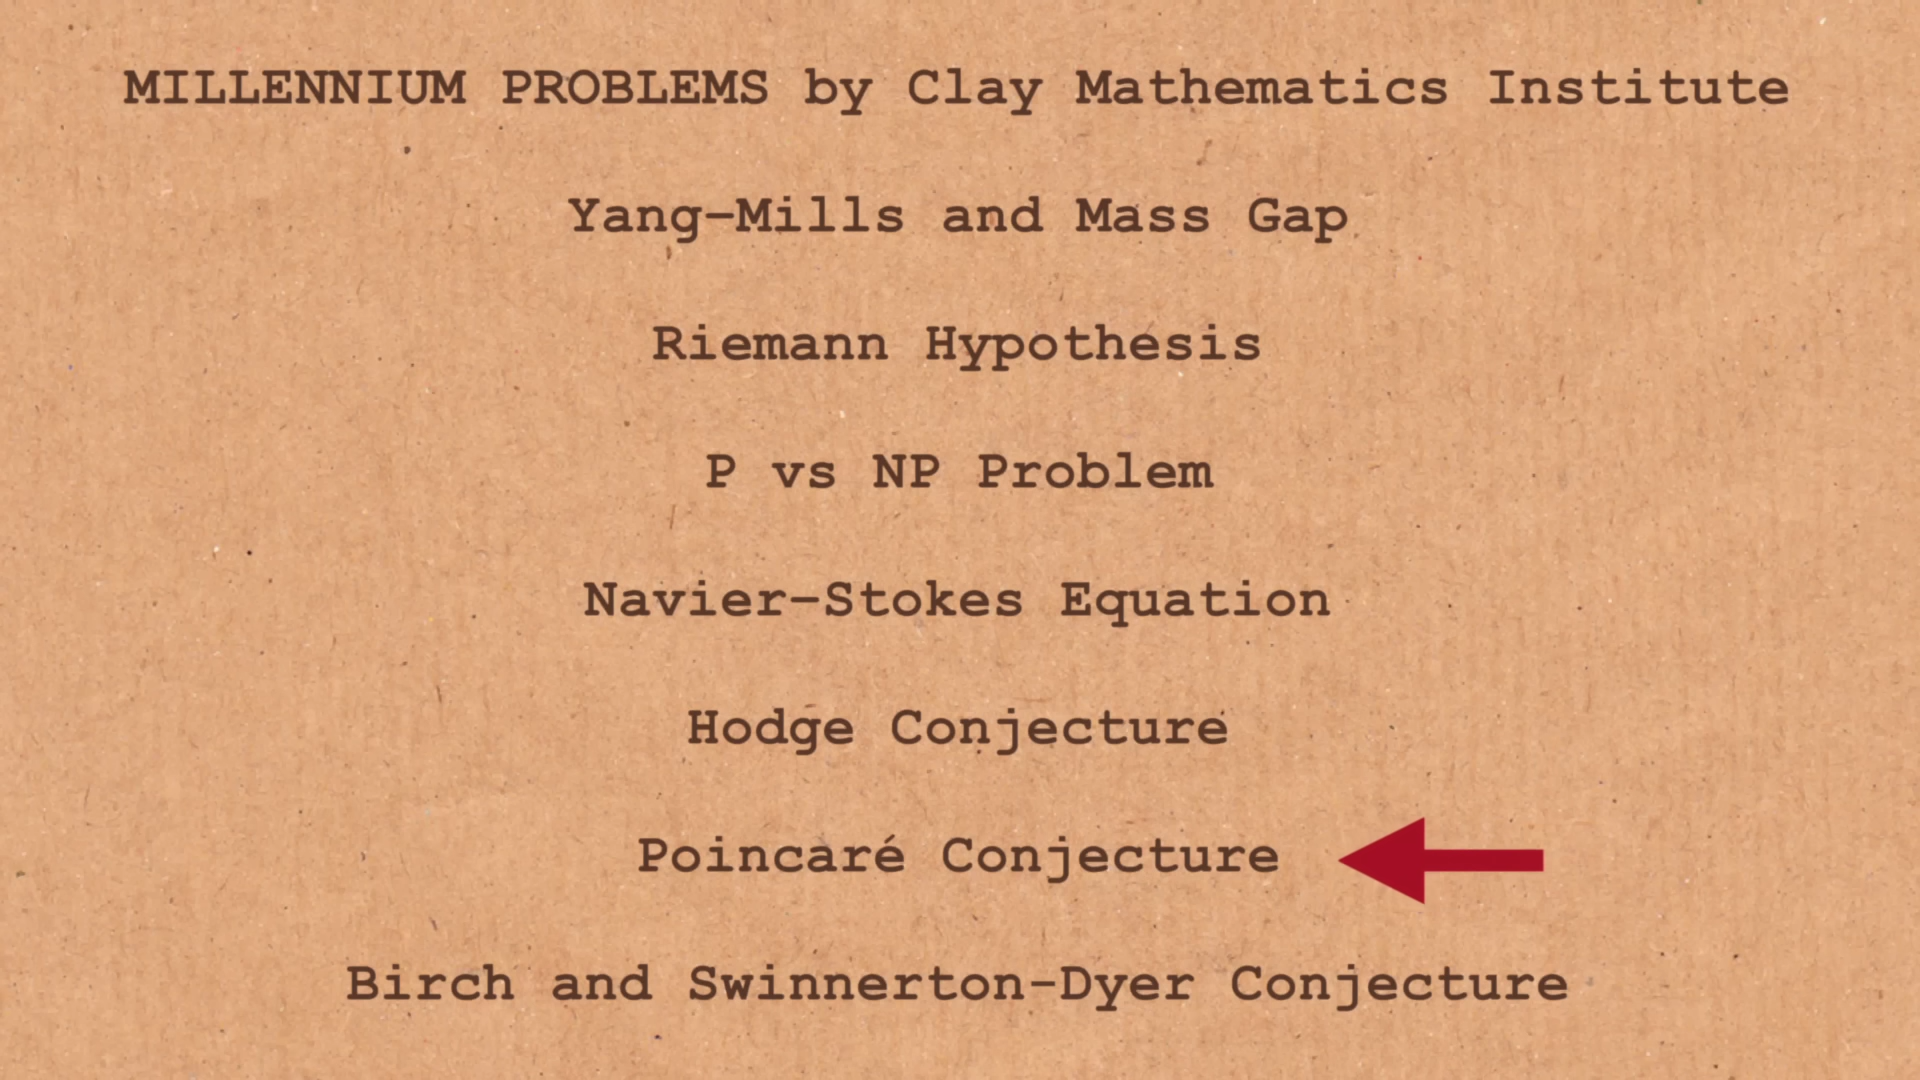 MILLENNIUM PROBLEMS by Clay Mathematics Institute
Yang-Mills and Mass Gap
Riemann Hypothesis
P vs NP Problem
Navier-Stokes Equation
Hodge Conjecture
Poincaré Conjecture
Birch and Swinnerton-Dyer Conjecture